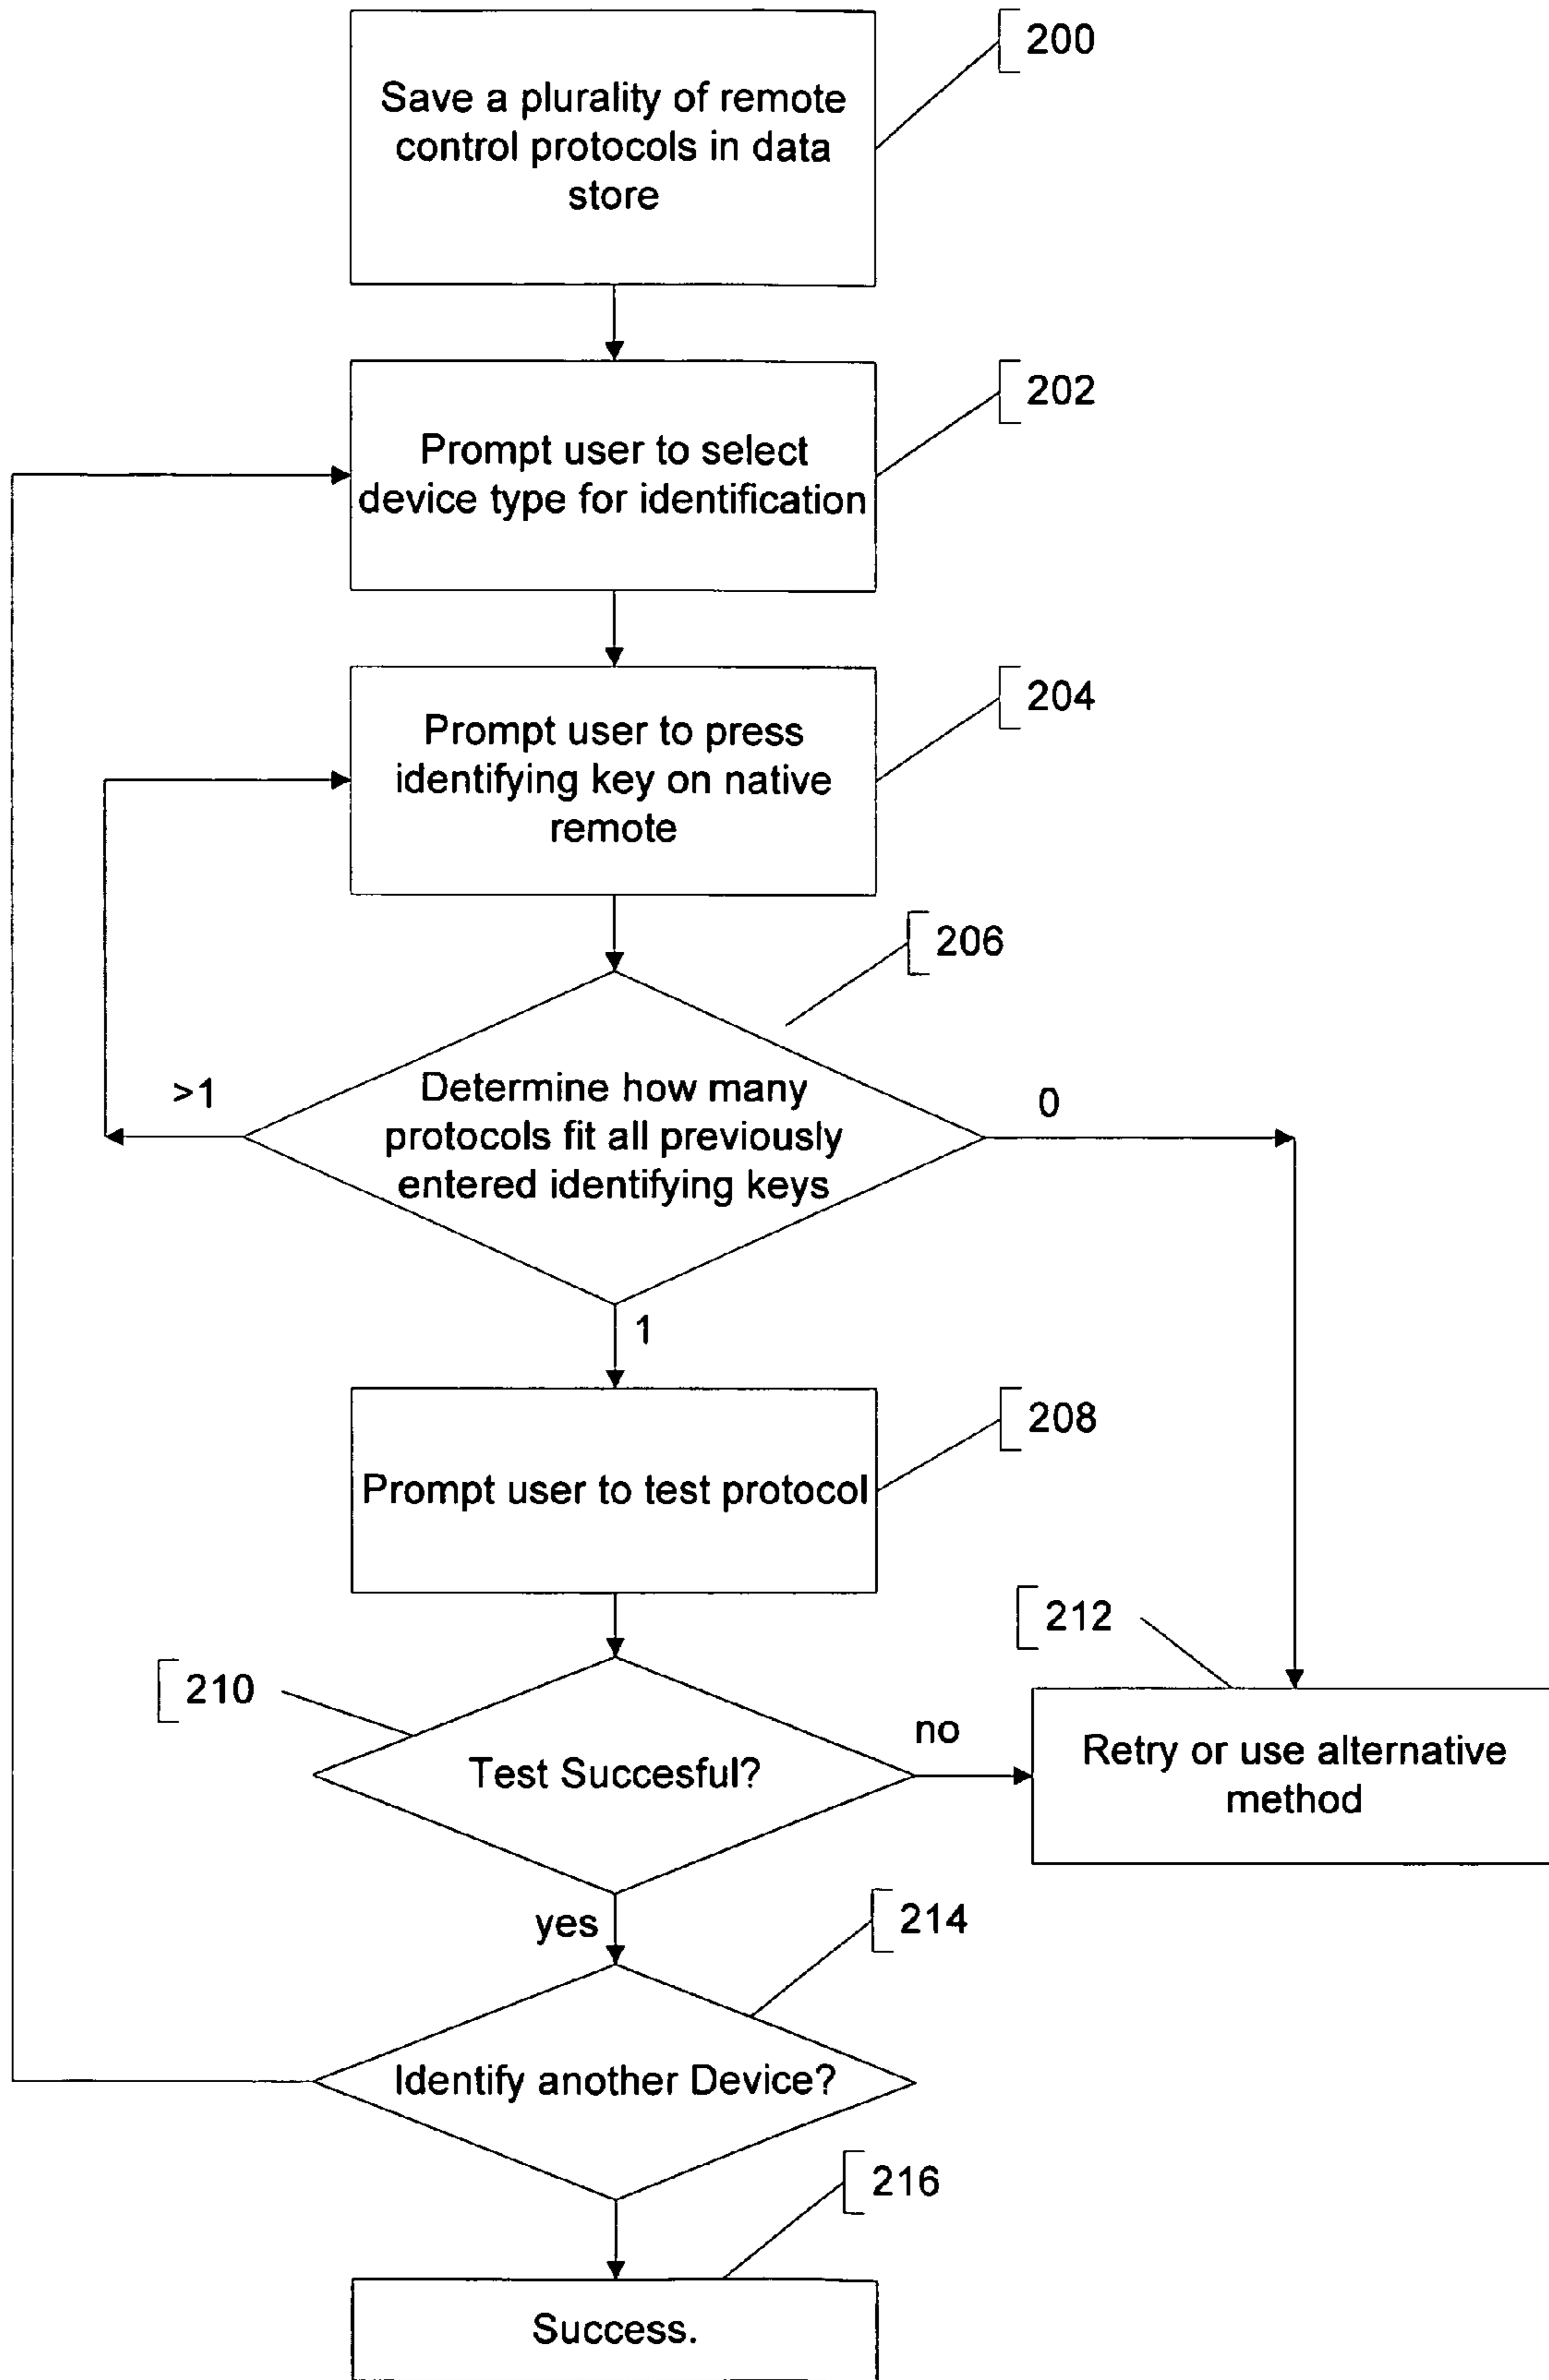 200
Save a plurality of remote
control protocols in data
store
202
Prompt user to select
device type for identification
204
Prompt user to press
identifying key on native
remote
206
>1
Determine how many
protocols fit all previously
entered identifying keys
0
1
208
Prompt user to test protocol
212
210
no
Test Succesful?
Retry or use alternative
method
yes
214
Identify another Device?
216
Success.